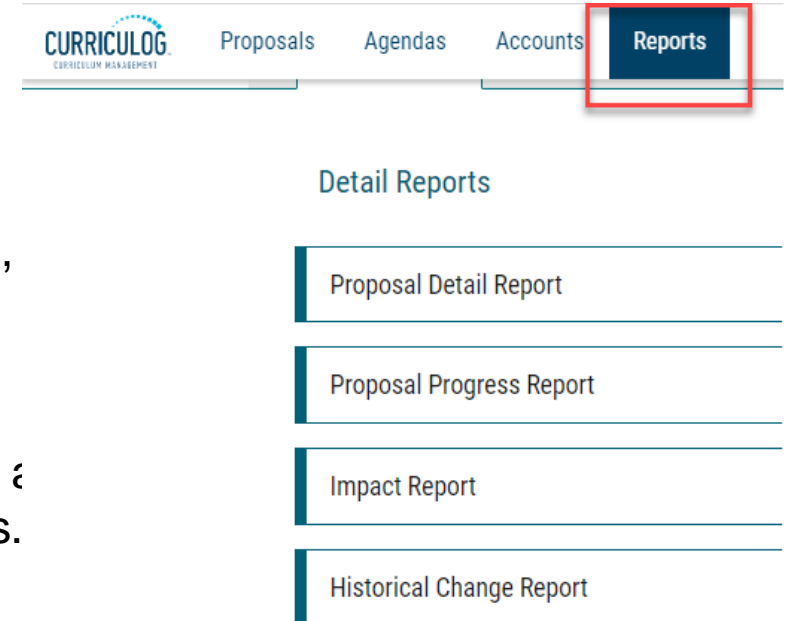 CURRICULOG
CURRICULUM MANAGEMENT
Proposals Agendas Accounts Reports
Detail Reports
,
Proposal Detail Report
Proposal Progress Report
Impact Report
s.
Historical Change Report